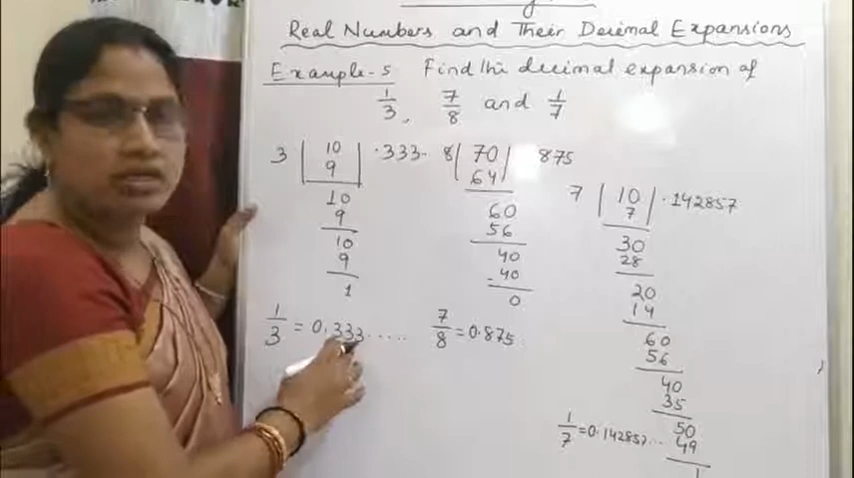 Real Numbers and Their Decimal Expansions
Example-5 Find the decimal expansion of
1/3, 7/8 and 1/7
3 | 10 | .333.
9
10
9
10
9
1
1/3 = 0.333.....
8 | 70 | 875
64
60
56
40
- 40
0
7/8 = 0.875
7 | 10 | .142857
7
30
28
20
14
60
56
40
35
50
49
1
1/7 = 0.142857...